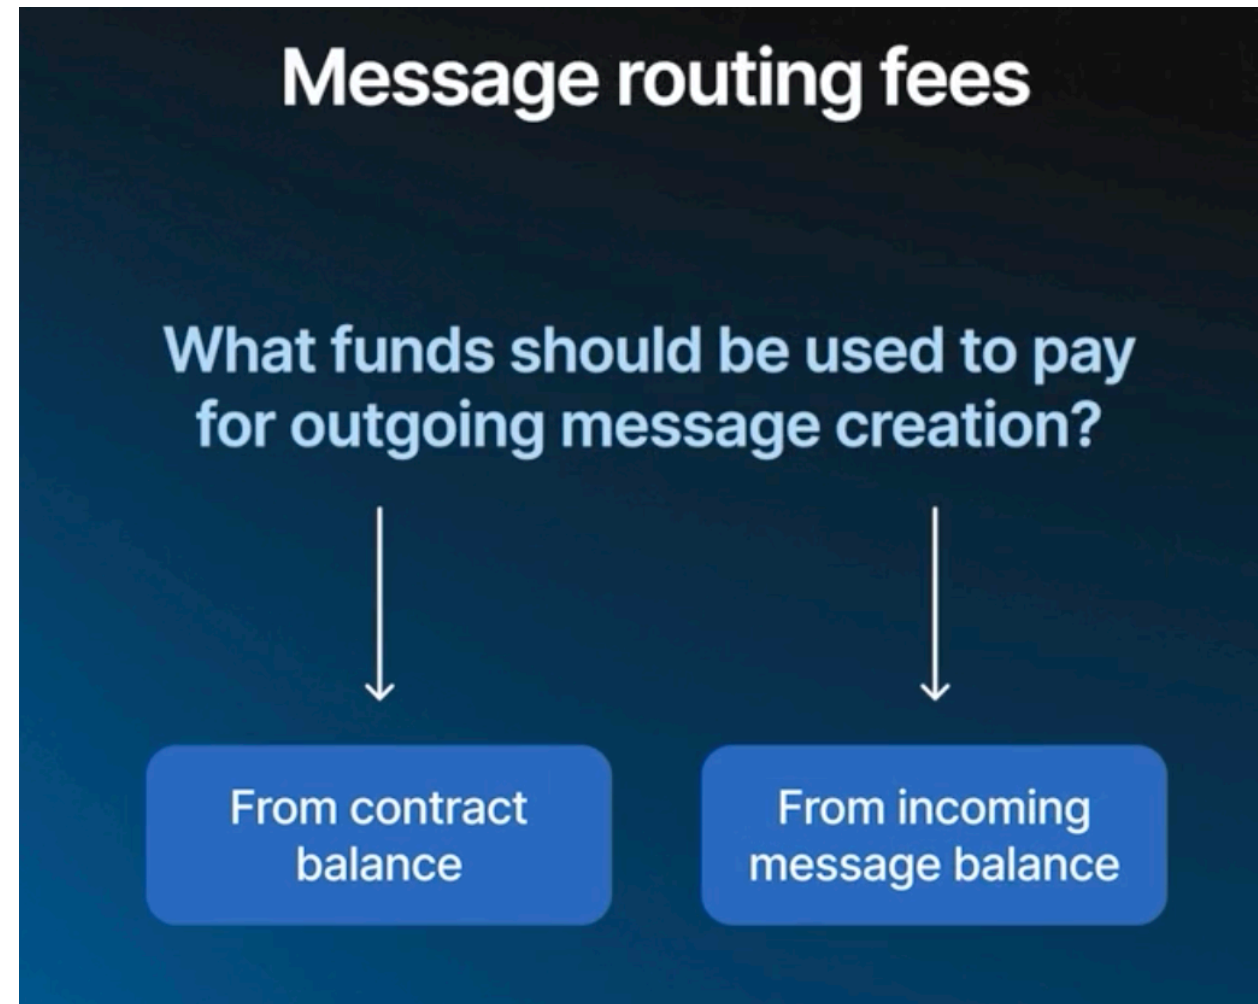 Message routing fees
What funds should be used to pay
for outgoing message creation?
From contract
balance
From incoming
message balance